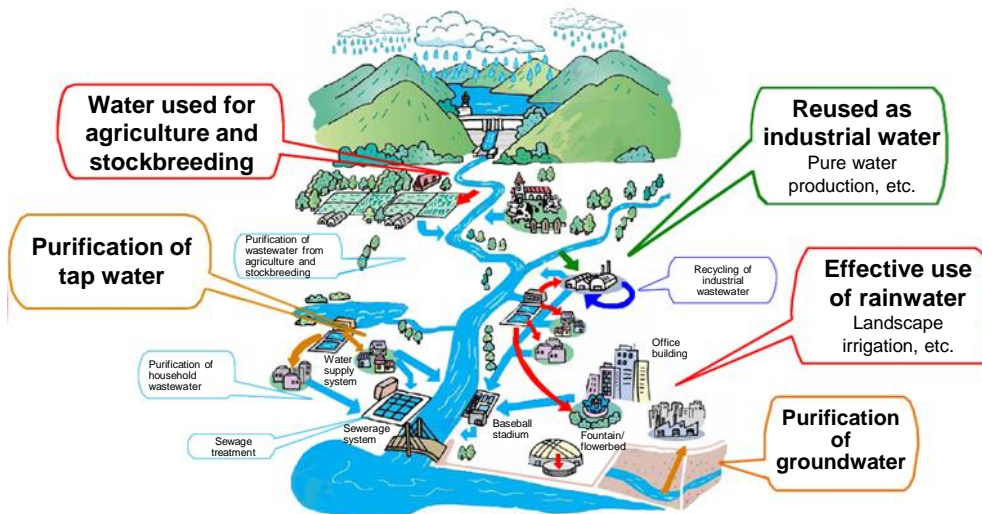 Water used for
agriculture and
stockbreeding
Reused as
industrial water
Pure water
production, etc.
Purification of
tap water
Purification of
wastewater from
agriculture and
stockbreeding
Recycling of
industrial
wastewater
Effective use
of rainwater
Landscape
irrigation, etc.
Purification of
household
wastewater
Water
supply
system
Office
building
Sewage
treatment
Sewerage
system
Baseball
stadium
Fountain/
flowerbed
Purification
of
groundwater